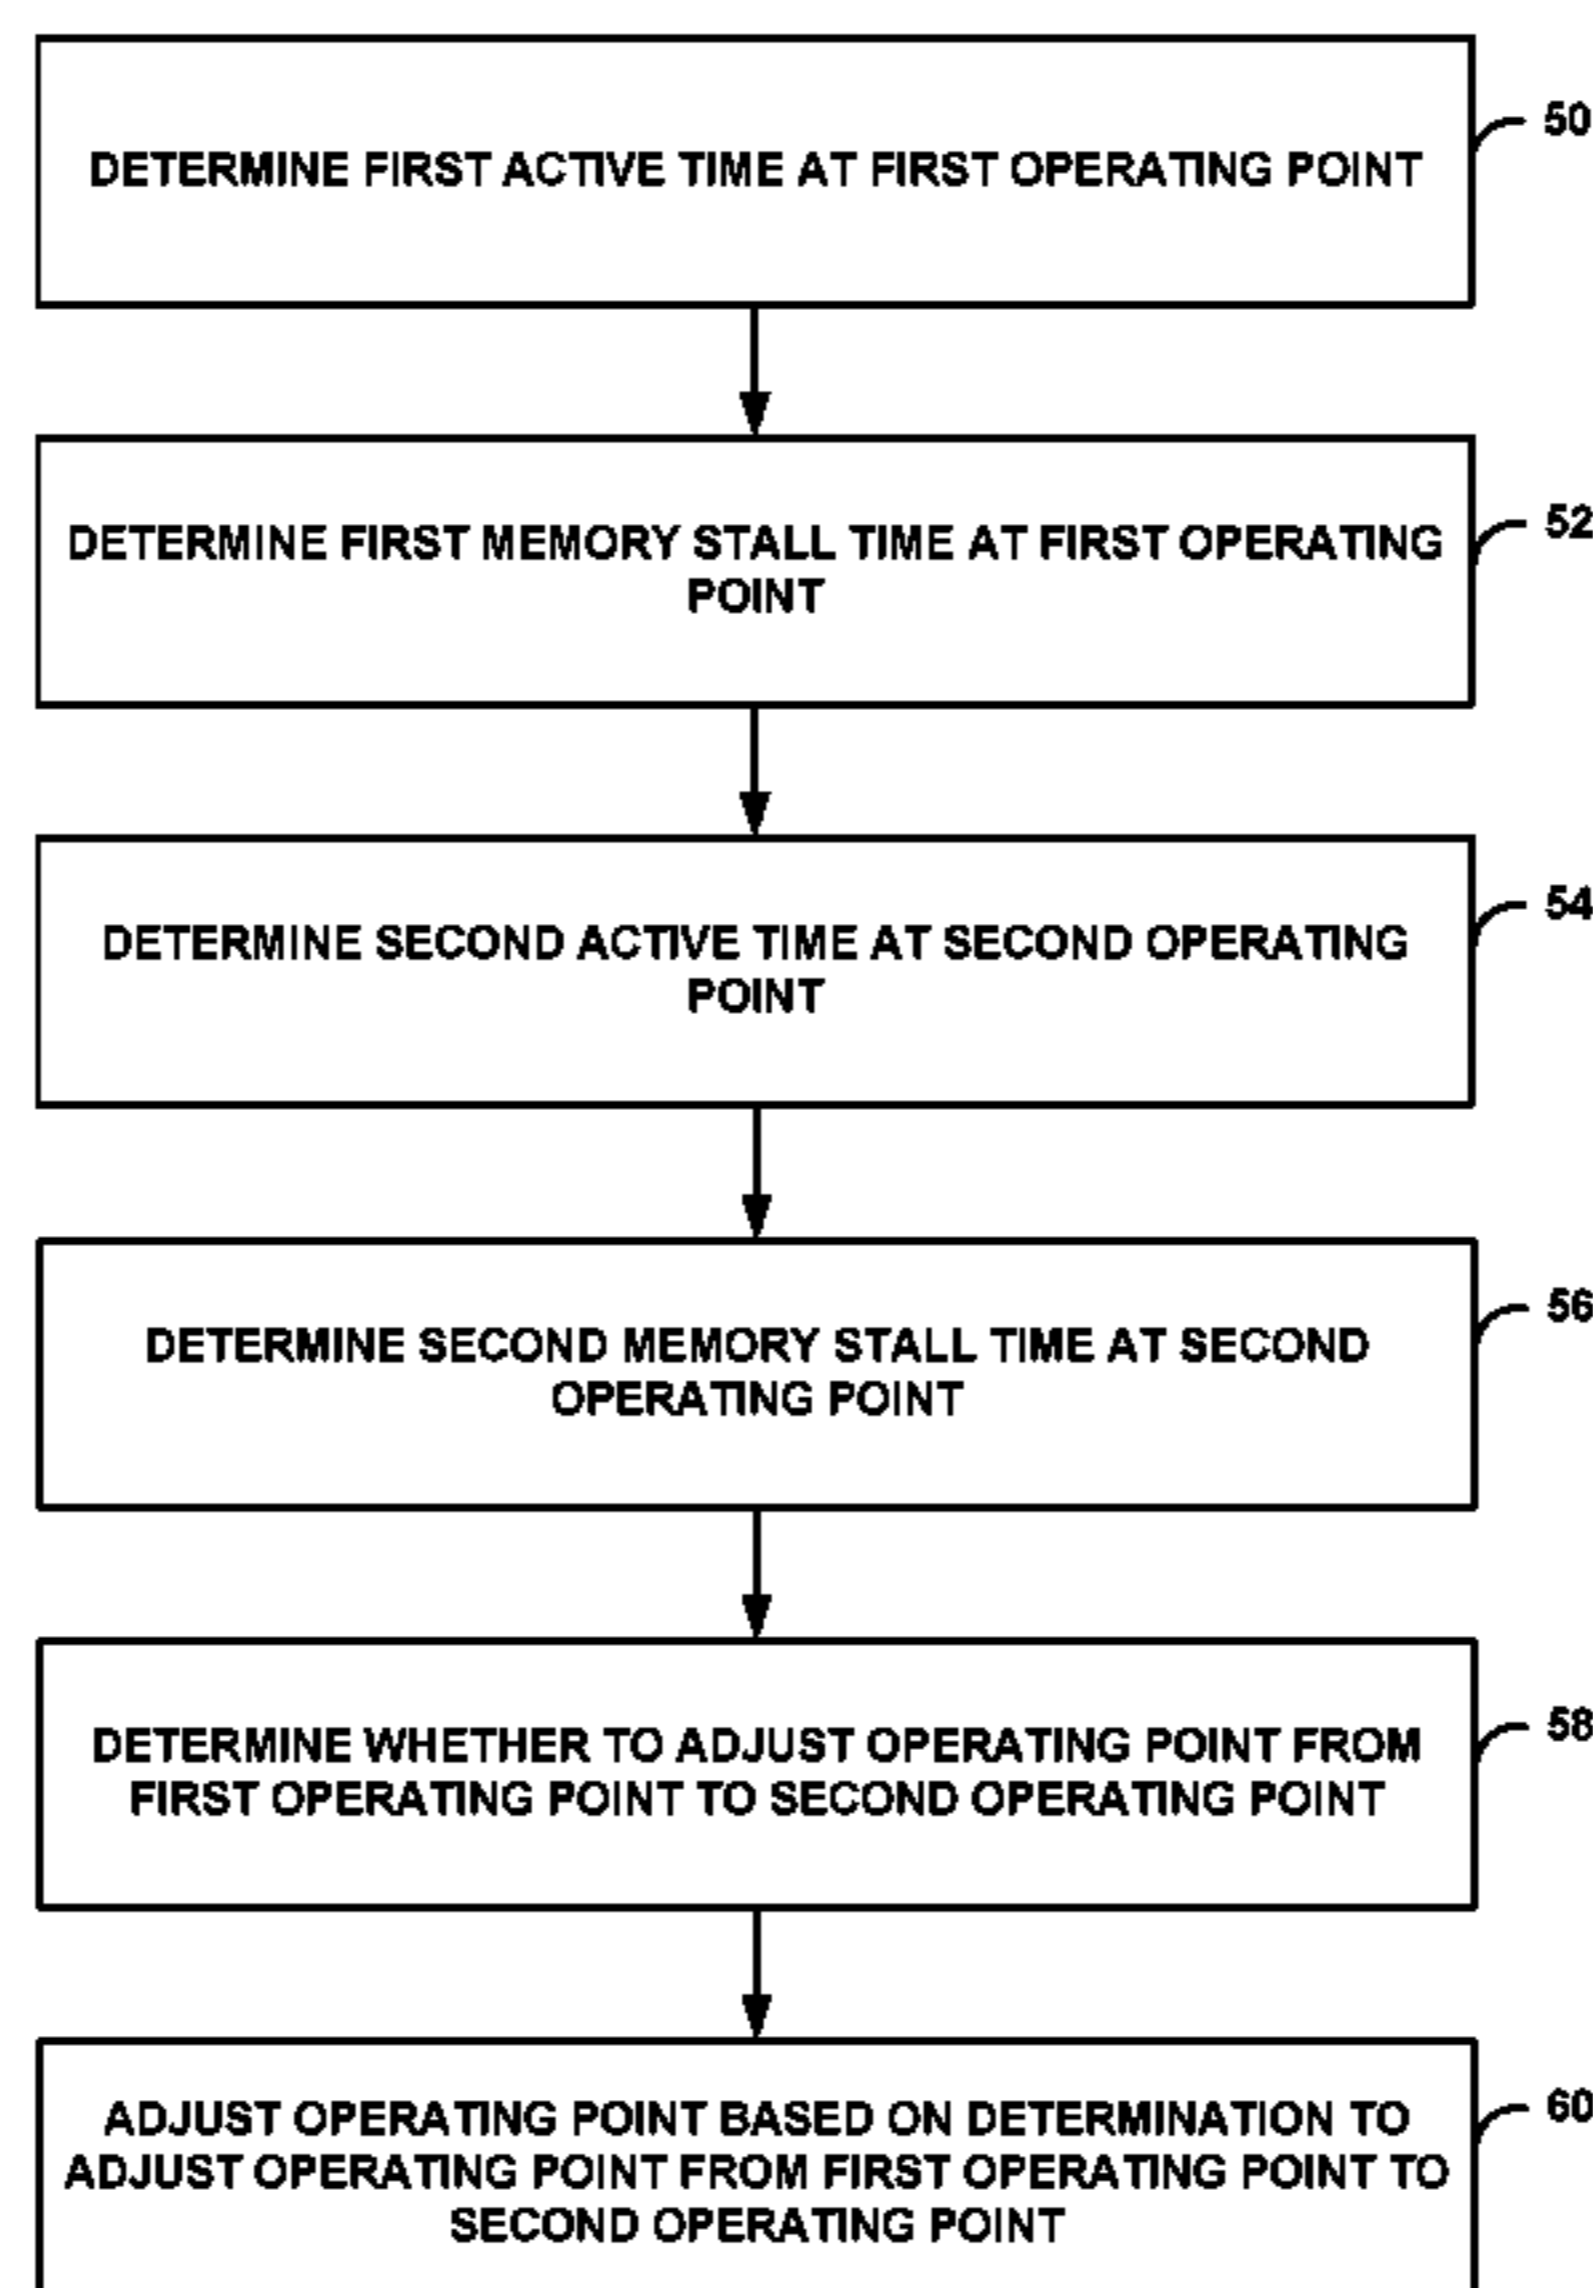 50
DETERMINE FIRST ACTIVE TIME AT FIRST OPERATING POINT
52
DETERMINE FIRST MEMORY STALL TIME AT FIRST OPERATING
POINT
54
DETERMINE SECOND ACTIVE TIME AT SECOND OPERATING
POINT
56
DETERMINE SECOND MEMORY STALL TIME AT SECOND
OPERATING POINT
58
DETERMINE WHETHER TO ADJUST OPERATING POINT FROM
FIRST OPERATING POINT TO SECOND OPERATING POINT
60
ADJUST OPERATING POINT BASED ON DETERMINATION TO
ADJUST OPERATING POINT FROM FIRST OPERATING POINT TO
SECOND OPERATING POINT